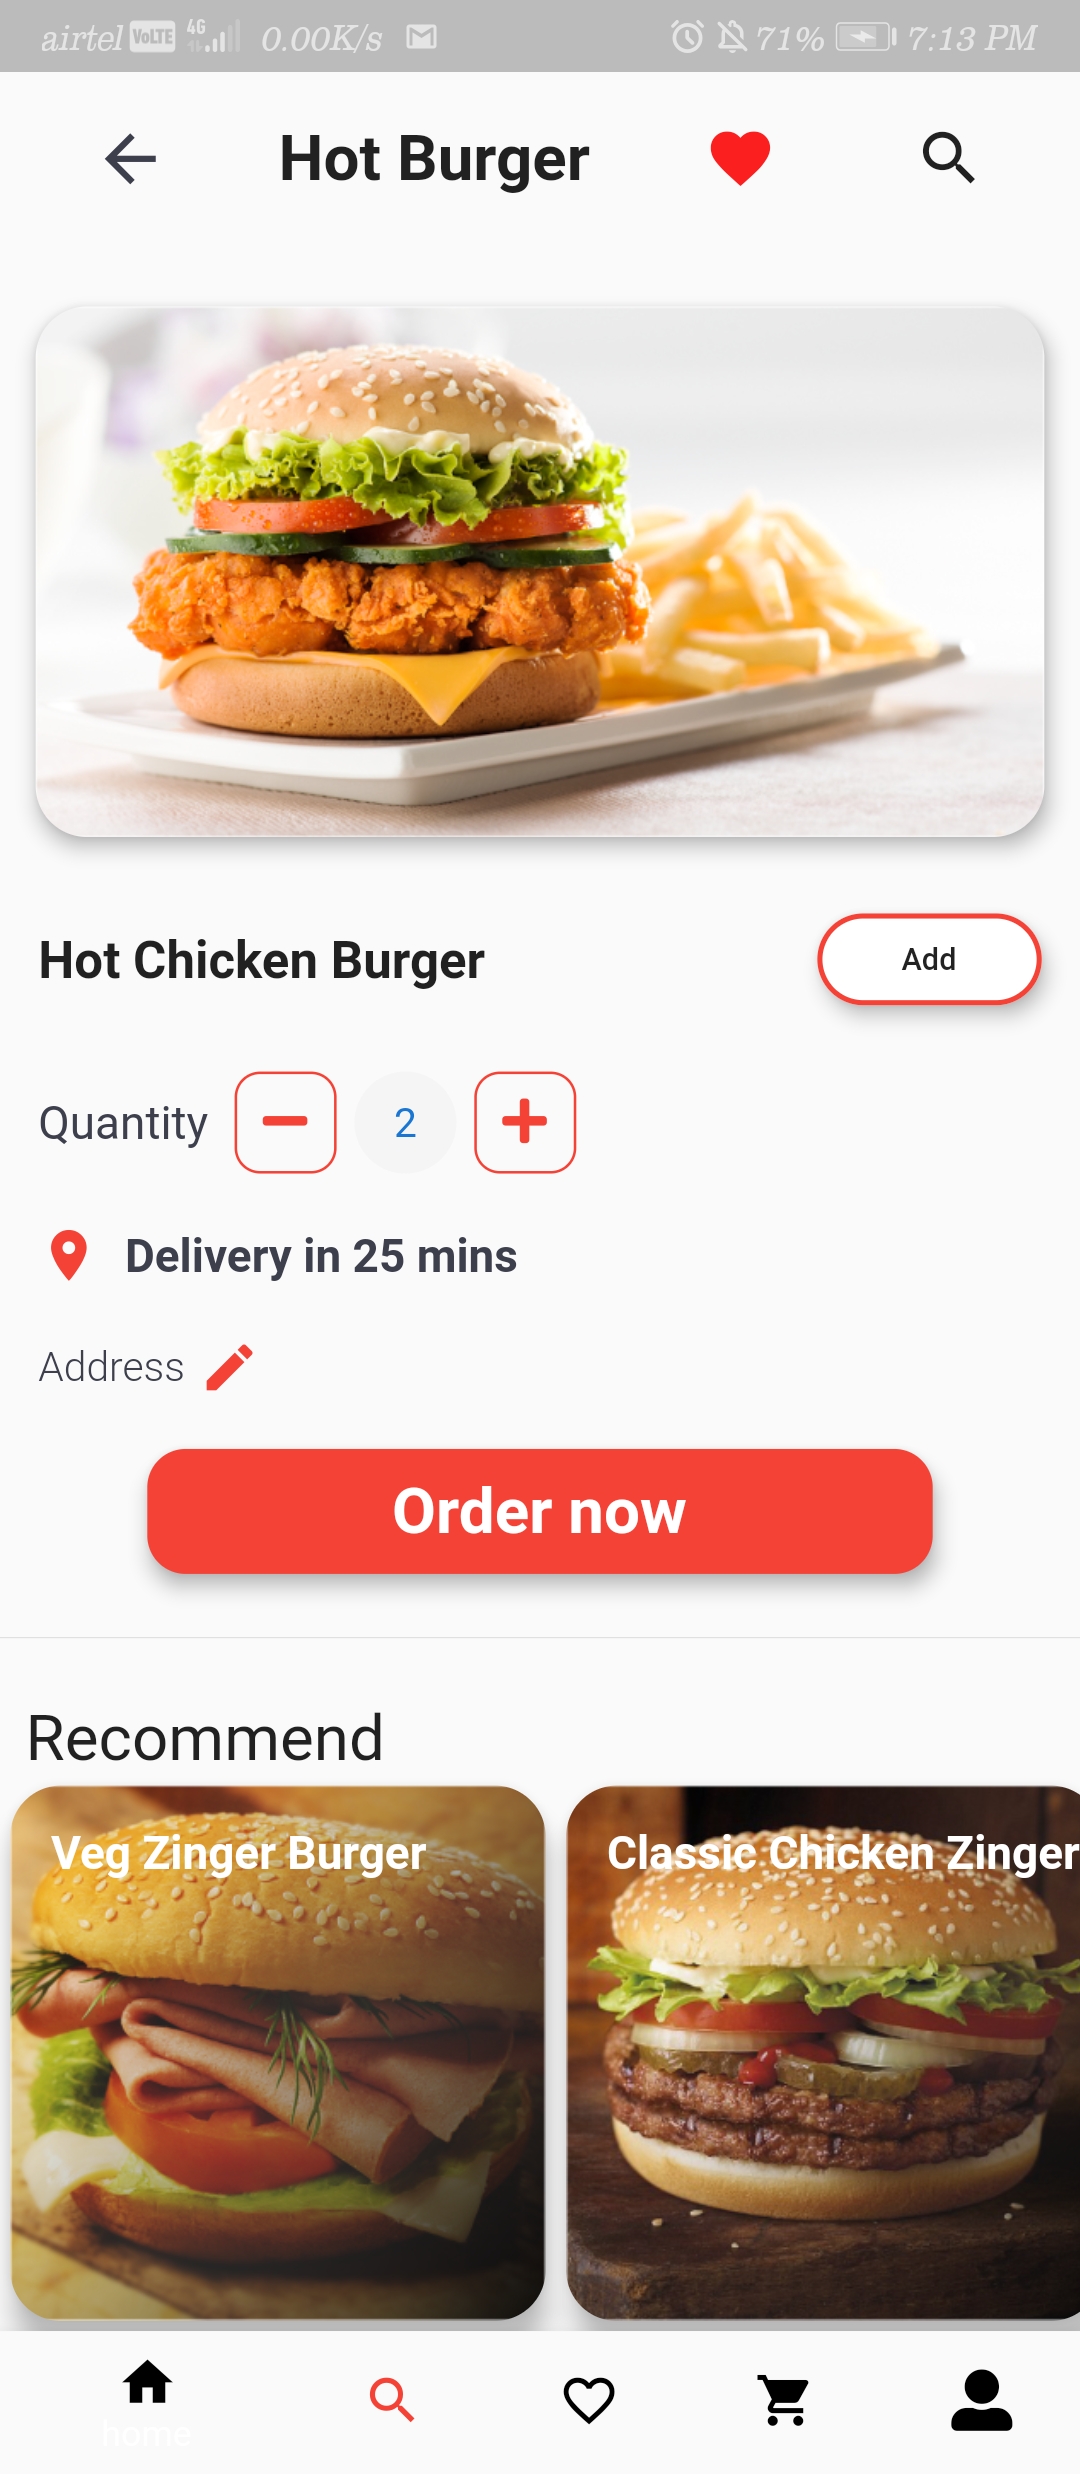 airtel VoLTE 4G 0.00K/s 71% 7:13 PM
Hot Burger
Hot Chicken Burger
Add
Quantity 2
Delivery in 25 mins
Address
Order now
Recommend
Veg Zinger Burger
Classic Chicken Zinger
home